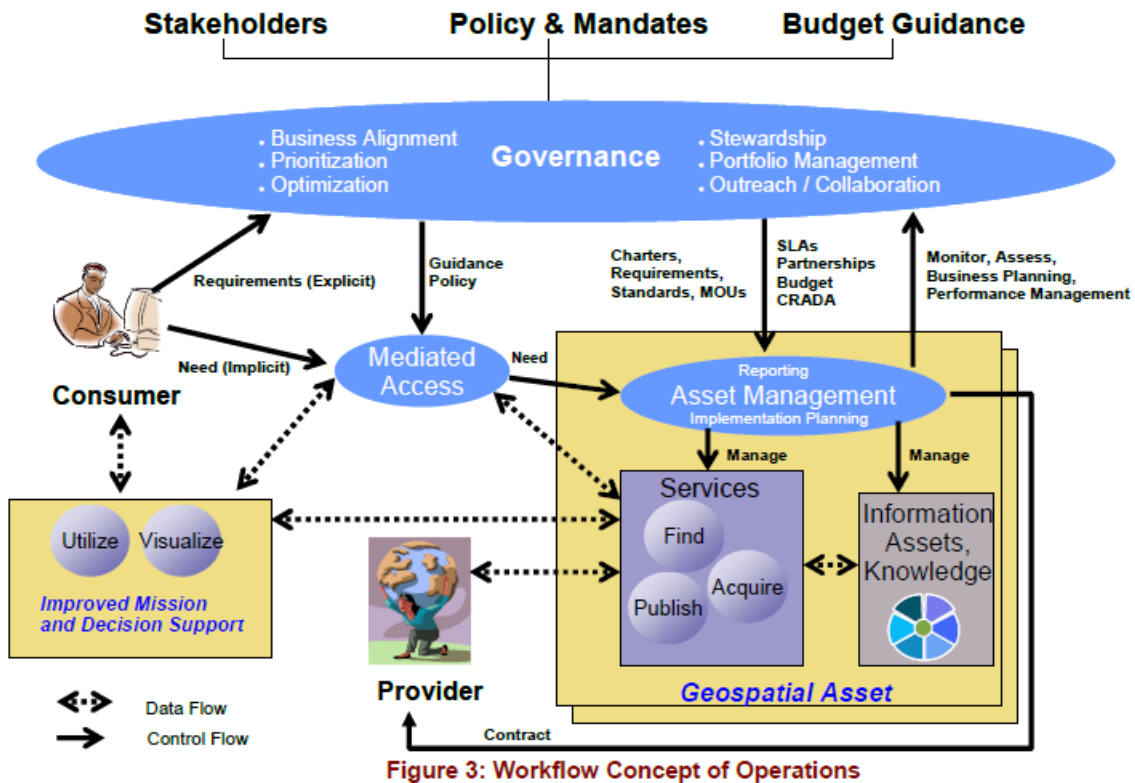 Stakeholders
Policy & Mandates
Budget Guidance
Governance
. Business Alignment
. Prioritization
. Optimization
. Stewardship
. Portfolio Management
. Outreach / Collaboration
Requirements (Explicit)
Guidance
Policy
Charters,
Requirements,
Standards, MOUs
SLAs
Partnerships
Budget
CRADA
Monitor, Assess,
Business Planning,
Performance Management
Need (Implicit)
Consumer
Mediated
Access
Need
Reporting
Asset Management
Implementation Planning
Manage
Manage
Services
Find
Acquire
Publish
Information
Assets,
Knowledge
Utilize
Visualize
Improved Mission
and Decision Support
Provider
Geospatial Asset
Data Flow
Control Flow
Contract
Figure 3: Workflow Concept of Operations